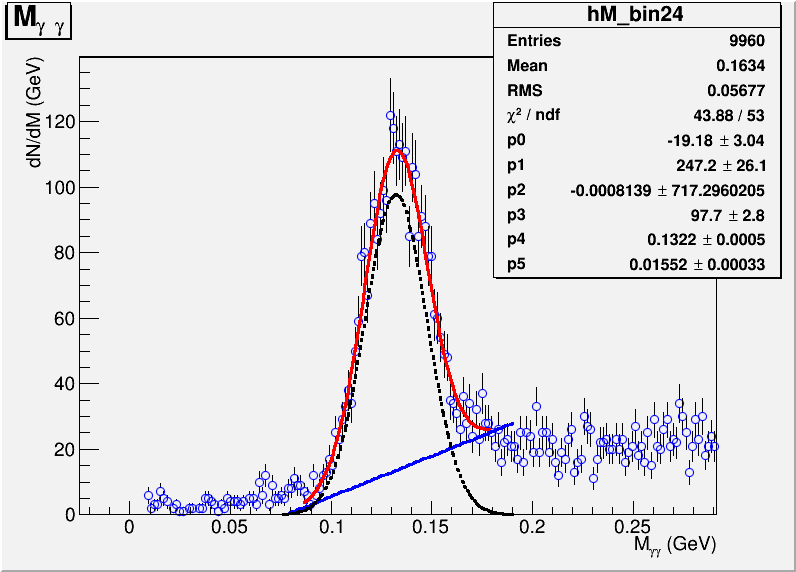 M γ γ
hM_bin24
Entries 9960
Mean 0.1634
RMS 0.05677
χ² / ndf 43.88 / 53
p0 -19.18 ± 3.04
p1 247.2 ± 26.1
p2 -0.0008139 ± 717.2960205
p3 97.7 ± 2.8
p4 0.1322 ± 0.0005
p5 0.01552 ± 0.00033
dN/dM (GeV)
120
100
80
60
40
20
0
0 0.05 0.1 0.15 0.2 0.25
Mγγ (GeV)